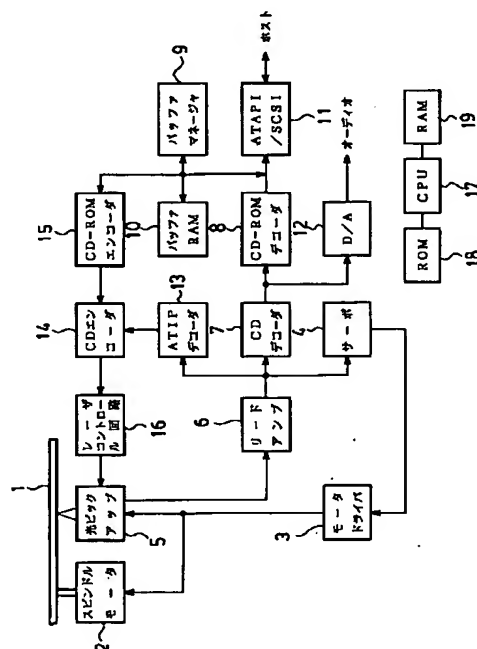 1
2
スピンドル
モータ
光ピック
アップ
5
レーザ
コントロー
ル回路
16
14
CDエン
コーダ
15
CD-ROM
エンコーダ
13
ATIP
デコーダ
10
バッファ
RAM
9
バッファ
マネージャ
6
リード
アンプ
7
CD
デコーダ
8
CD-ROM
デコーダ
ATAPI
/SCSI
11
ホスト
3
モータ
ドライバ
4
サーボ
12
D/A
オーディオ
ROM
18
CPU
17
RAM
19